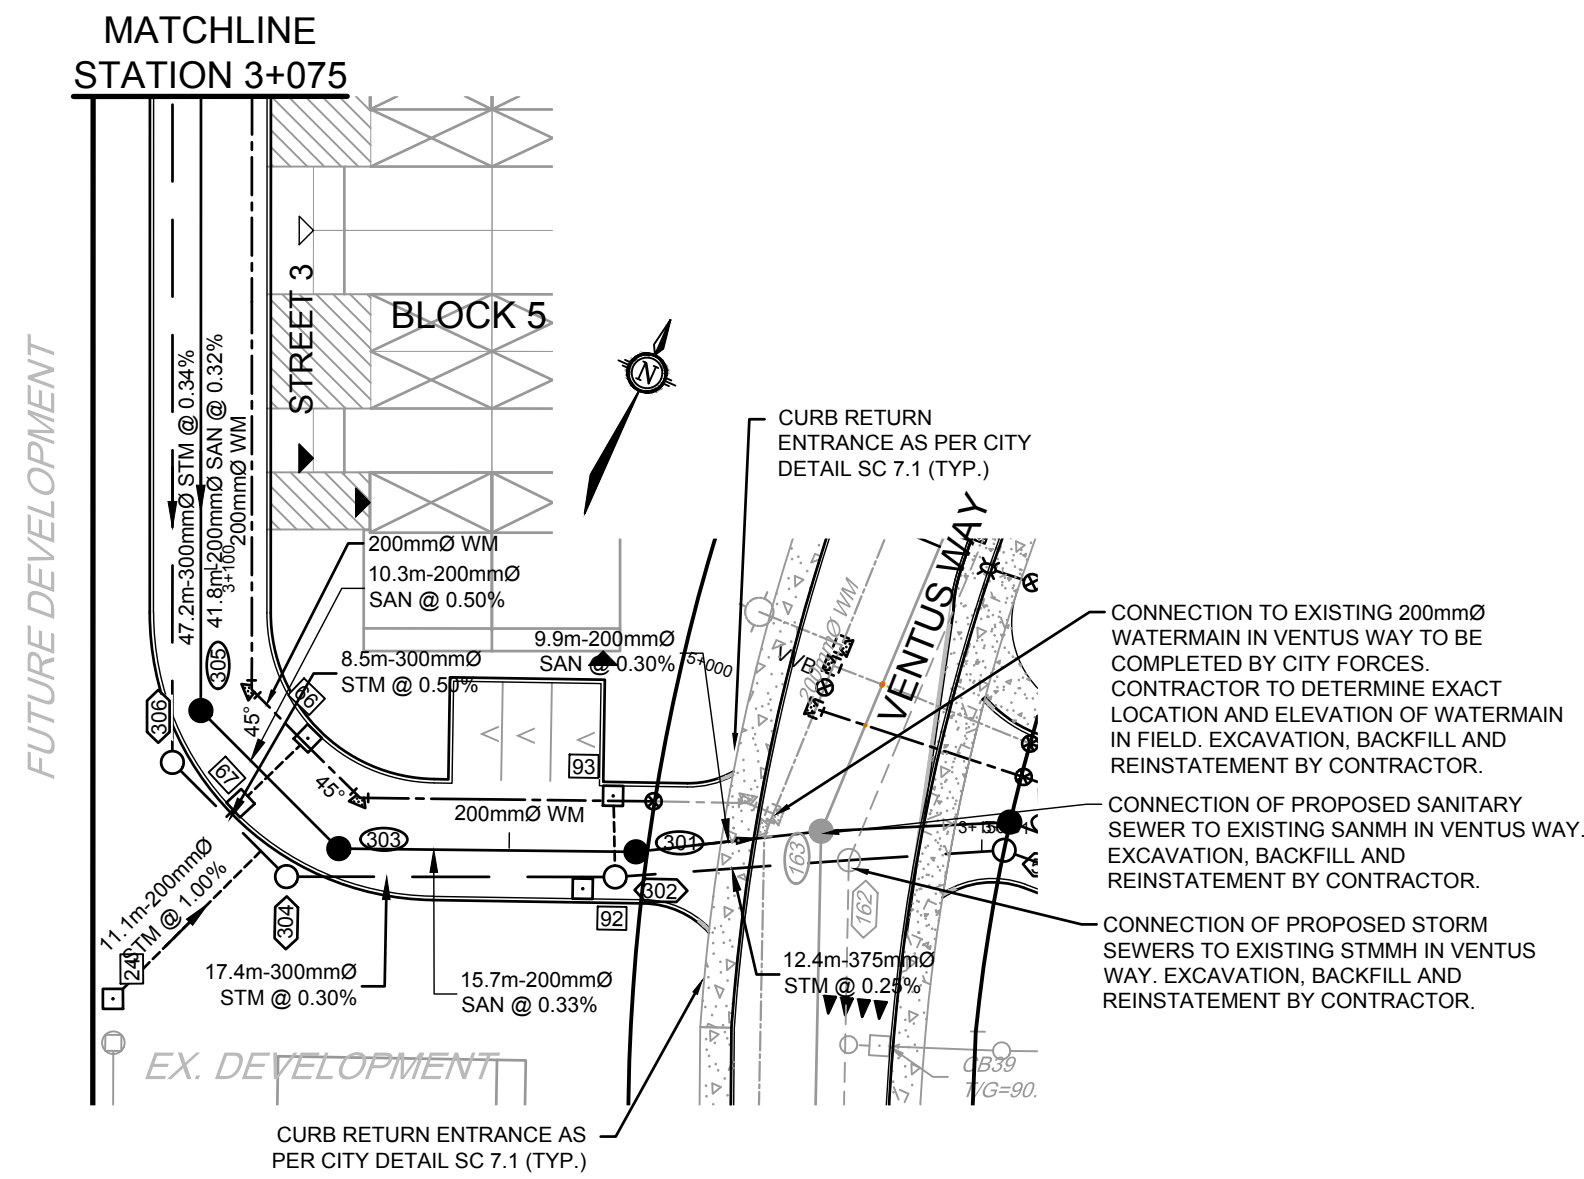 MATCHLINE
STATION 3+075
FUTURE DEVELOPMENT
STREET 3
BLOCK 5
N
47.2m-300mmØ STM @ 0.34%
41.8m-200mmØ SAN @ 0.32%
3+100
200mmØ WM
200mmØ WM
10.3m-200mmØ
SAN @ 0.50%
8.5m-300mmØ
STM @ 0.50%
9.9m-200mmØ
SAN @ 0.30%
5+000
CURB RETURN
ENTRANCE AS PER CITY
DETAIL SC 7.1 (TYP.)
VENTUS WAY
200mmØ WM
VVB
CONNECTION TO EXISTING 200mmØ
WATERMAIN IN VENTUS WAY TO BE
COMPLETED BY CITY FORCES.
CONTRACTOR TO DETERMINE EXACT
LOCATION AND ELEVATION OF WATERMAIN
IN FIELD. EXCAVATION, BACKFILL AND
REINSTATEMENT BY CONTRACTOR.
305
306
66
45°
67
45°
93
200mmØ WM
303
301
163
CONNECTION OF PROPOSED SANITARY
SEWER TO EXISTING SANMH IN VENTUS WAY.
EXCAVATION, BACKFILL AND
REINSTATEMENT BY CONTRACTOR.
302
304
92
162
11.1m-200mmØ
STM @ 1.00%
24
17.4m-300mmØ
STM @ 0.30%
15.7m-200mmØ
SAN @ 0.33%
12.4m-375mmØ
STM @ 0.25%
CONNECTION OF PROPOSED STORM
SEWERS TO EXISTING STMMH IN VENTUS
WAY. EXCAVATION, BACKFILL AND
REINSTATEMENT BY CONTRACTOR.
EX. DEVELOPMENT
CB39
T/G=90.
CURB RETURN ENTRANCE AS
PER CITY DETAIL SC 7.1 (TYP.)